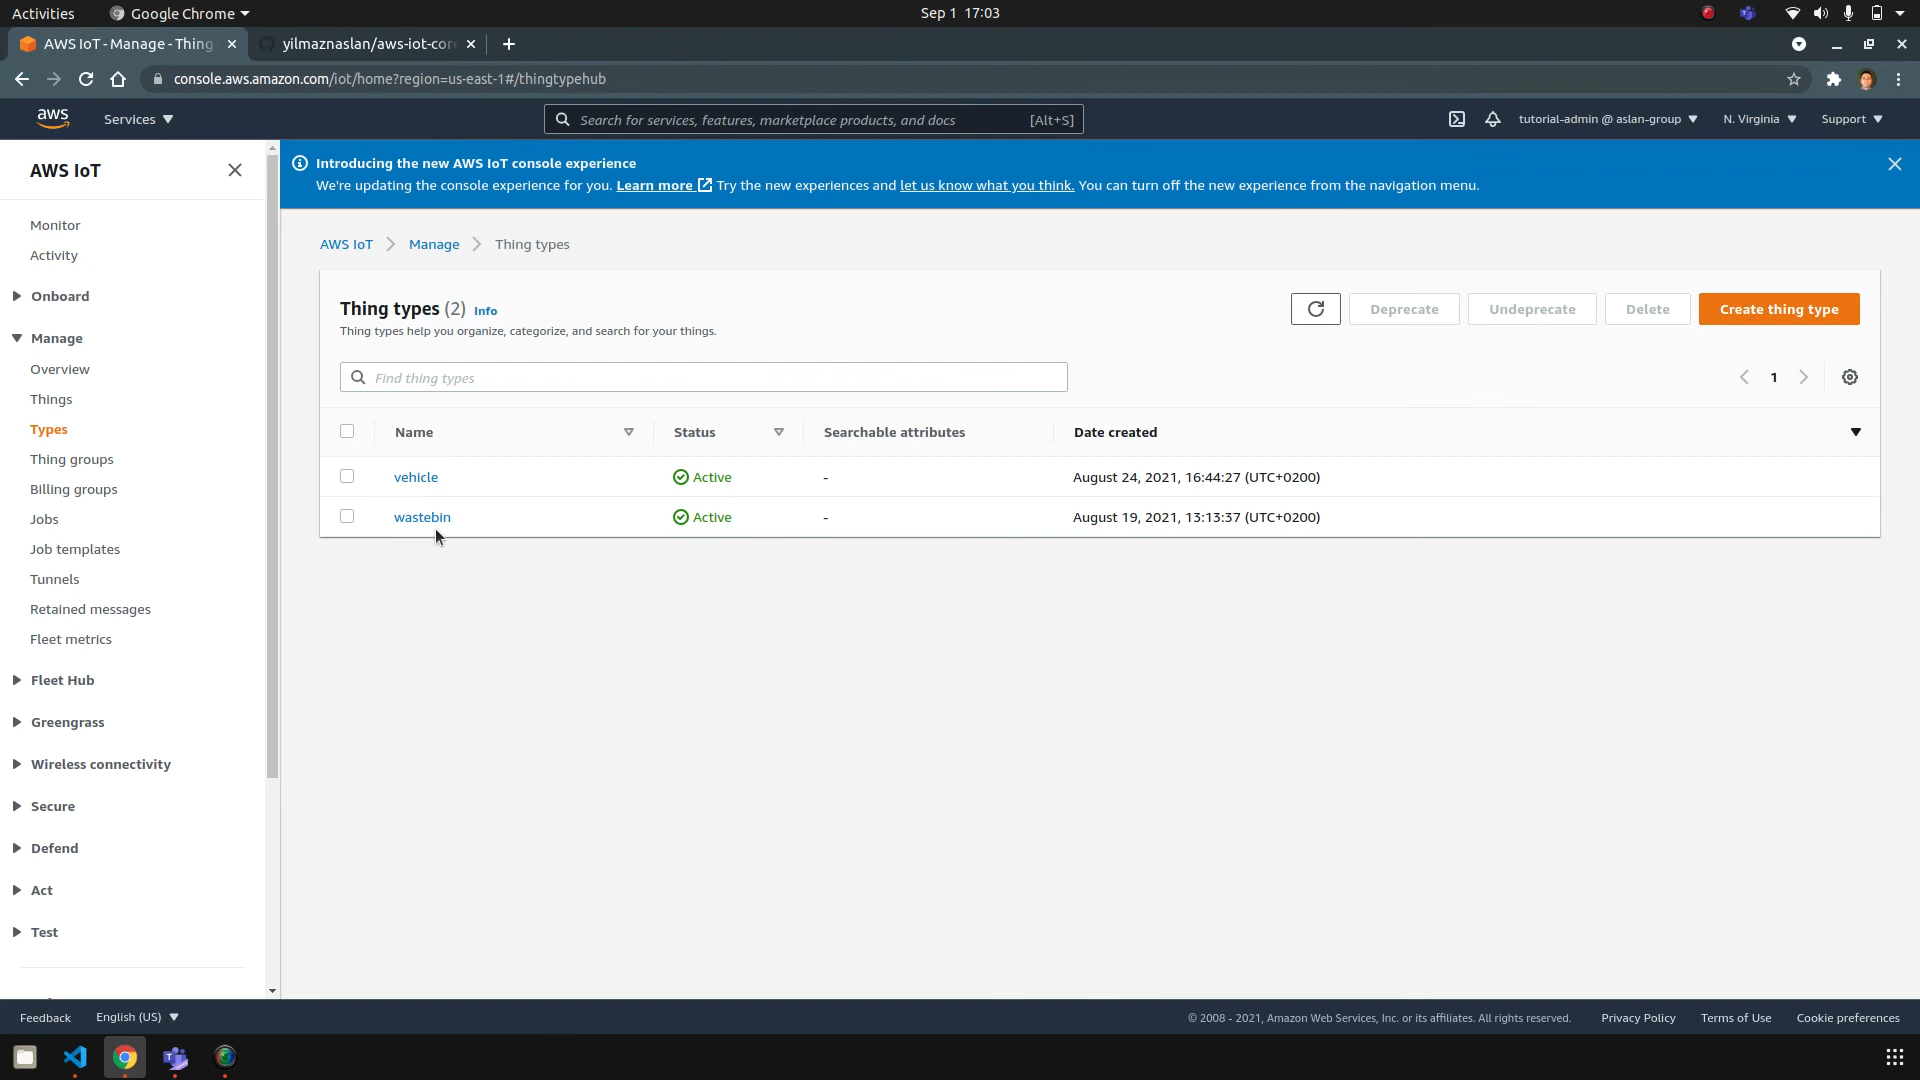 Activities
Google Chrome
Sep 1 17:03
AWS IoT - Manage - Thing
yilmaznaslan/aws-iot-core
console.aws.amazon.com/iot/home?region=us-east-1#/thingtypehub
aws
Services
Search for services, features, marketplace products, and docs
[Alt+S]
tutorial-admin @ aslan-group
N. Virginia
Support
AWS IoT
Introducing the new AWS IoT console experience
We're updating the console experience for you. Learn more Try the new experiences and let us know what you think. You can turn off the new experience from the navigation menu.
Monitor
Activity
Onboard
Manage
Overview
Things
Types
Thing groups
Billing groups
Jobs
Job templates
Tunnels
Retained messages
Fleet metrics
Fleet Hub
Greengrass
Wireless connectivity
Secure
Defend
Act
Test
AWS IoT
Manage
Thing types
Thing types (2) Info
Thing types help you organize, categorize, and search for your things.
Deprecate
Undeprecate
Delete
Create thing type
Find thing types
1
Name
Status
Searchable attributes
Date created
vehicle
Active
-
August 24, 2021, 16:44:27 (UTC+0200)
wastebin
Active
-
August 19, 2021, 13:13:37 (UTC+0200)
Feedback
English (US)
© 2008 - 2021, Amazon Web Services, Inc. or its affiliates. All rights reserved.
Privacy Policy
Terms of Use
Cookie preferences